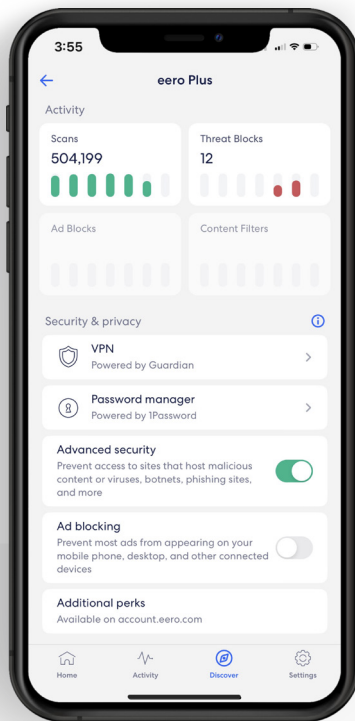 3:55
eero Plus
Activity
Scans
504,199
Threat Blocks
12
Ad Blocks
Content Filters
Security & privacy
VPN
Powered by Guardian
Password manager
Powered by 1Password
Advanced security
Prevent access to sites that host malicious
content or viruses, botnets, phishing sites,
and more
Ad blocking
Prevent most ads from appearing on your
mobile phone, desktop, and other connected
devices
Additional perks
Available on account.eero.com
Home
Activity
Discover
Settings